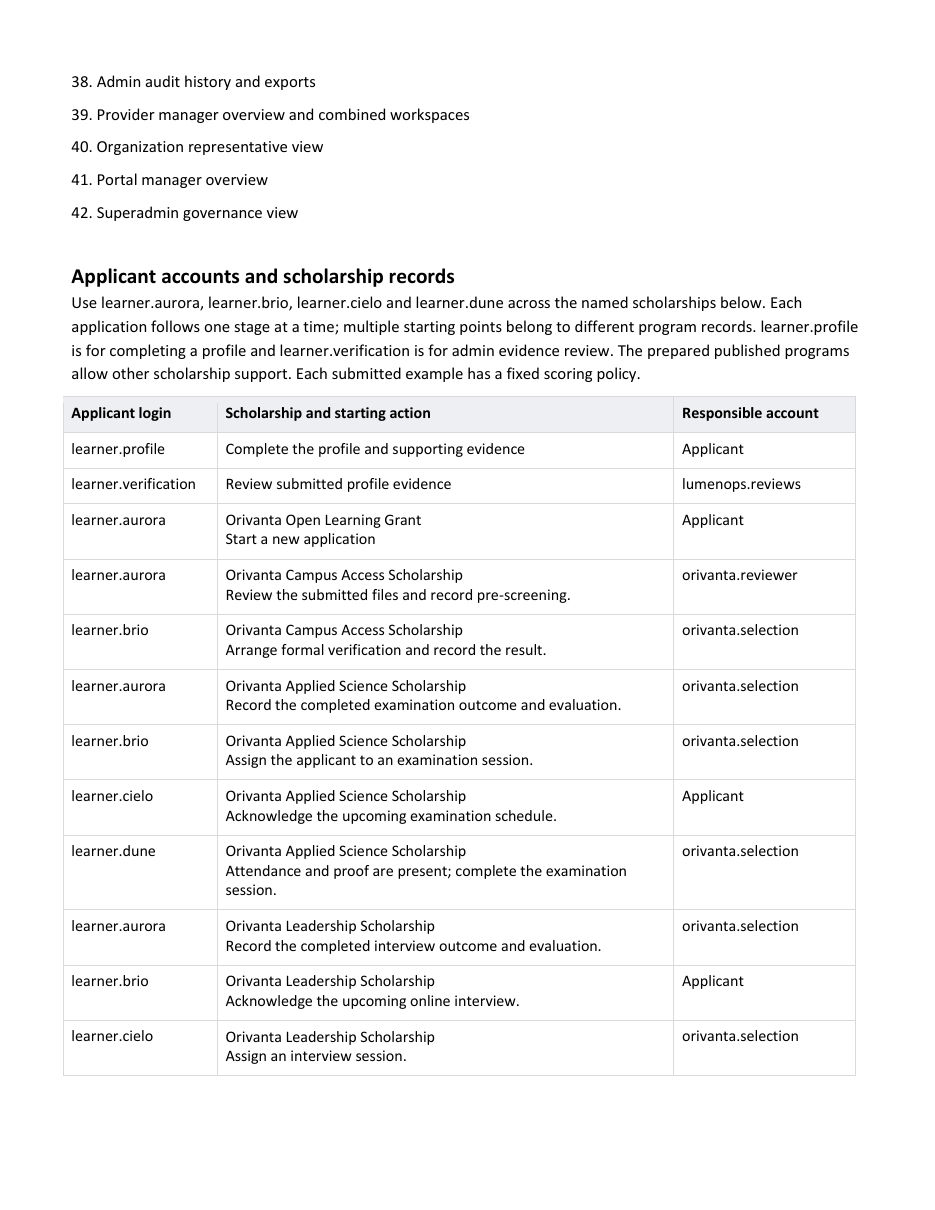 38. Admin audit history and exports
39. Provider manager overview and combined workspaces
40. Organization representative view
41. Portal manager overview
42. Superadmin governance view
Applicant accounts and scholarship records
Use learner.aurora, learner.brio, learner.cielo and learner.dune across the named scholarships below. Each
application follows one stage at a time; multiple starting points belong to different program records. learner.profile
is for completing a profile and learner.verification is for admin evidence review. The prepared published programs
allow other scholarship support. Each submitted example has a fixed scoring policy.
Applicant login Scholarship and starting action Responsible account
learner.profile Complete the profile and supporting evidence Applicant
learner.verification Review submitted profile evidence lumenops.reviews
learner.aurora Orivanta Open Learning Grant Applicant
Start a new application
learner.aurora Orivanta Campus Access Scholarship orivanta.reviewer
Review the submitted files and record pre-screening.
learner.brio Orivanta Campus Access Scholarship orivanta.selection
Arrange formal verification and record the result.
learner.aurora Orivanta Applied Science Scholarship orivanta.selection
Record the completed examination outcome and evaluation.
learner.brio Orivanta Applied Science Scholarship orivanta.selection
Assign the applicant to an examination session.
learner.cielo Orivanta Applied Science Scholarship Applicant
Acknowledge the upcoming examination schedule.
learner.dune Orivanta Applied Science Scholarship orivanta.selection
Attendance and proof are present; complete the examination
session.
learner.aurora Orivanta Leadership Scholarship orivanta.selection
Record the completed interview outcome and evaluation.
learner.brio Orivanta Leadership Scholarship Applicant
Acknowledge the upcoming online interview.
learner.cielo Orivanta Leadership Scholarship orivanta.selection
Assign an interview session.